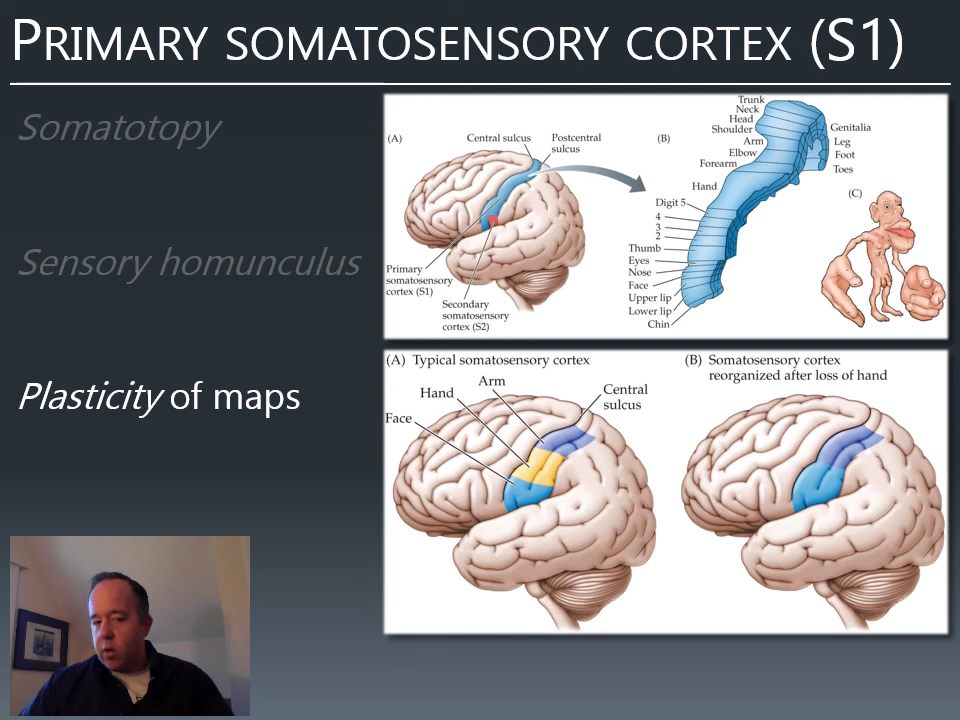 PRIMARY SOMATOSENSORY CORTEX (S1)
Somatotopy
Sensory homunculus
Plasticity of maps
(A)
Central sulcus
Postcentral
sulcus
Primary
somatosensory
cortex (S1)
Secondary
somatosensory
cortex (S2)
(B)
Trunk
Neck
Head
Shoulder
Arm
Elbow
Forearm
Hand
Digit 5
4
3
2
Thumb
Eyes
Nose
Face
Upper lip
Lower lip
Chin
Genitalia
Leg
Foot
Toes
(C)
(A) Typical somatosensory cortex
Arm
Hand
Face
Central
sulcus
(B) Somatosensory cortex
reorganized after loss of hand